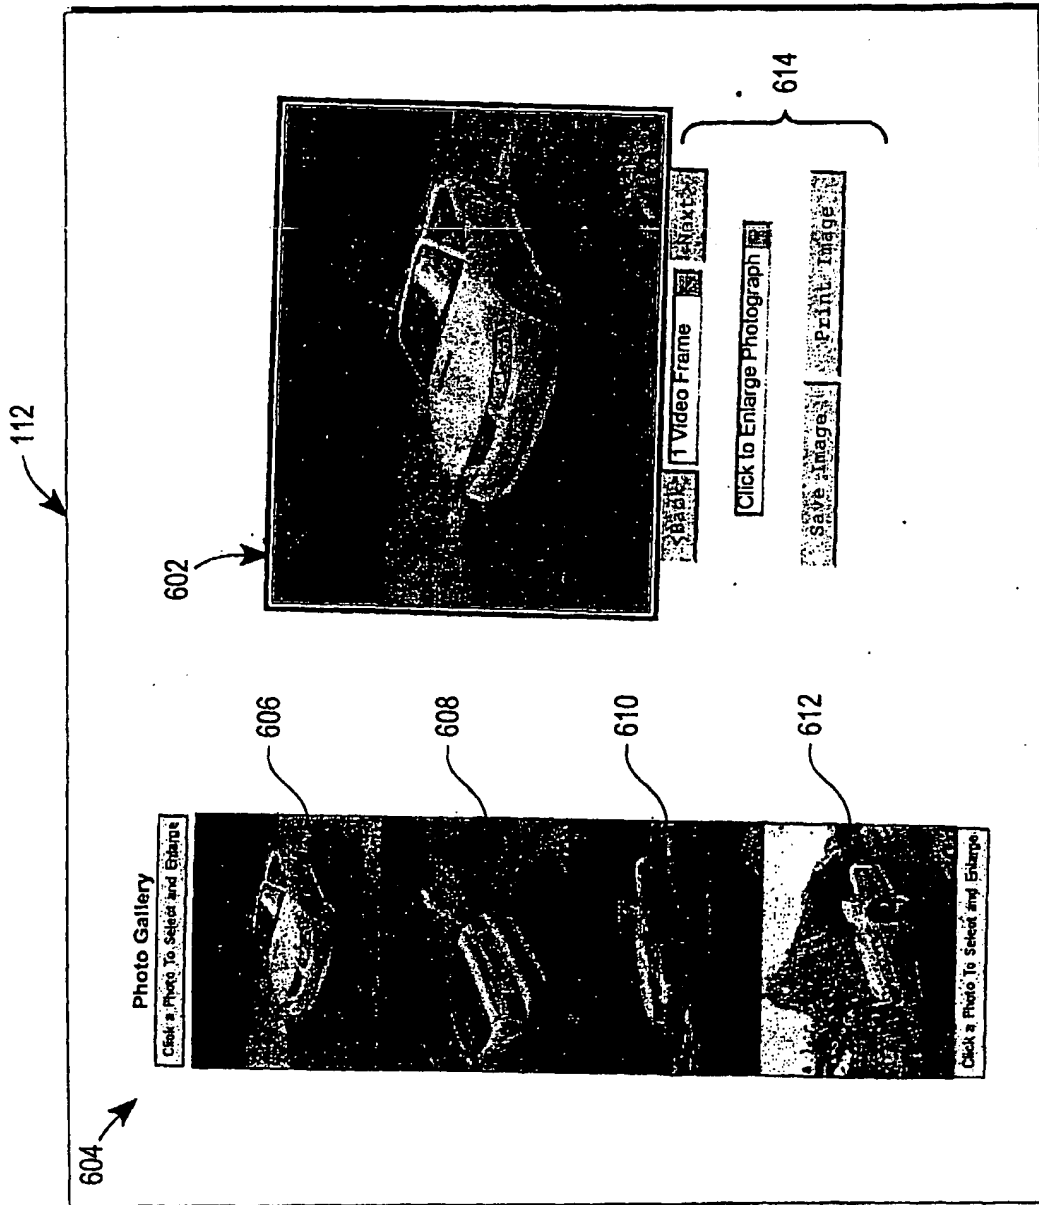 112
604
Photo Gallery
Click a Photo To Select and Enlarge
606
608
610
612
Click a Photo To Select and Enlarge
602
<Back
1 Video Frame
Next>
Click to Enlarge Photograph
Save Image
Print Image
614